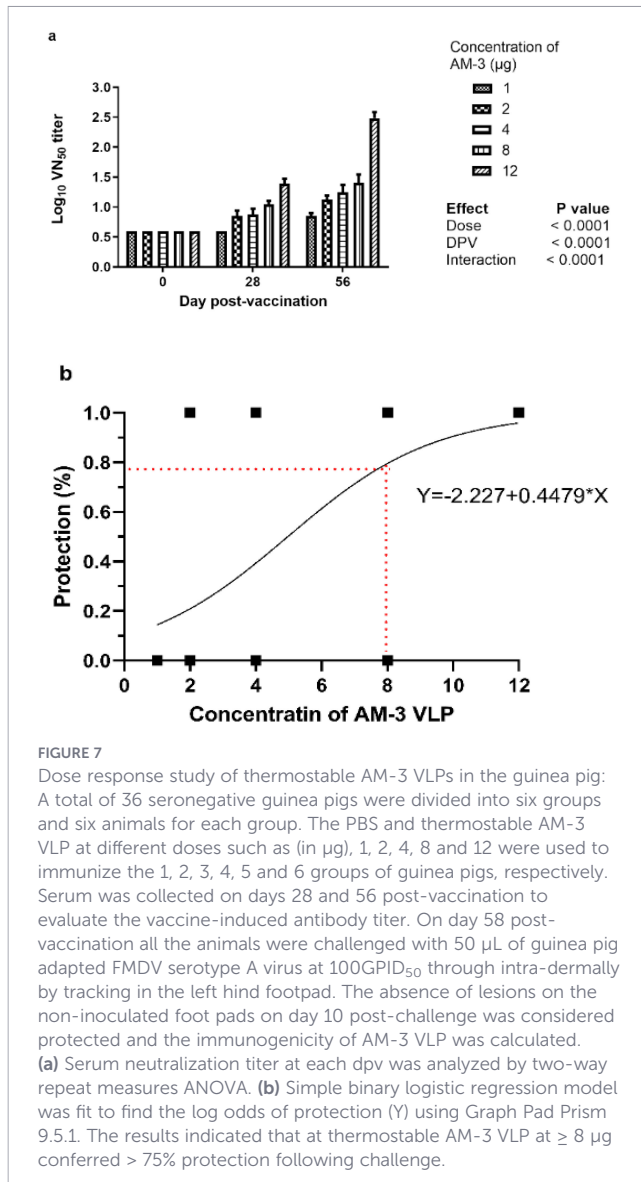 a
Concentration of
AM-3 (µg)
1
2
4
8
12
Effect P value
Dose < 0.0001
DPV < 0.0001
Interaction < 0.0001
Log10 VN50 titer
3.0
2.5
2.0
1.5
1.0
0.5
0.0
0 28 56
Day post-vaccination
b
Protection (%)
1.0
0.8
0.6
0.4
0.2
0.0
Y=-2.227+0.4479*X
0 2 4 6 8 10 12
Concentratin of AM-3 VLP
FIGURE 7
Dose response study of thermostable AM-3 VLPs in the guinea pig:
A total of 36 seronegative guinea pigs were divided into six groups
and six animals for each group. The PBS and thermostable AM-3
VLP at different doses such as (in µg), 1, 2, 4, 8 and 12 were used to
immunize the 1, 2, 3, 4, 5 and 6 groups of guinea pigs, respectively.
Serum was collected on days 28 and 56 post-vaccination to
evaluate the vaccine-induced antibody titer. On day 58 post-
vaccination all the animals were challenged with 50 µL of guinea pig
adapted FMDV serotype A virus at 100GPID50 through intra-dermally
by tracking in the left hind footpad. The absence of lesions on the
non-inoculated foot pads on day 10 post-challenge was considered
protected and the immunogenicity of AM-3 VLP was calculated.
(a) Serum neutralization titer at each dpv was analyzed by two-way
repeat measures ANOVA. (b) Simple binary logistic regression model
was fit to find the log odds of protection (Y) using Graph Pad Prism
9.5.1. The results indicated that at thermostable AM-3 VLP at ≥ 8 µg
conferred > 75% protection following challenge.